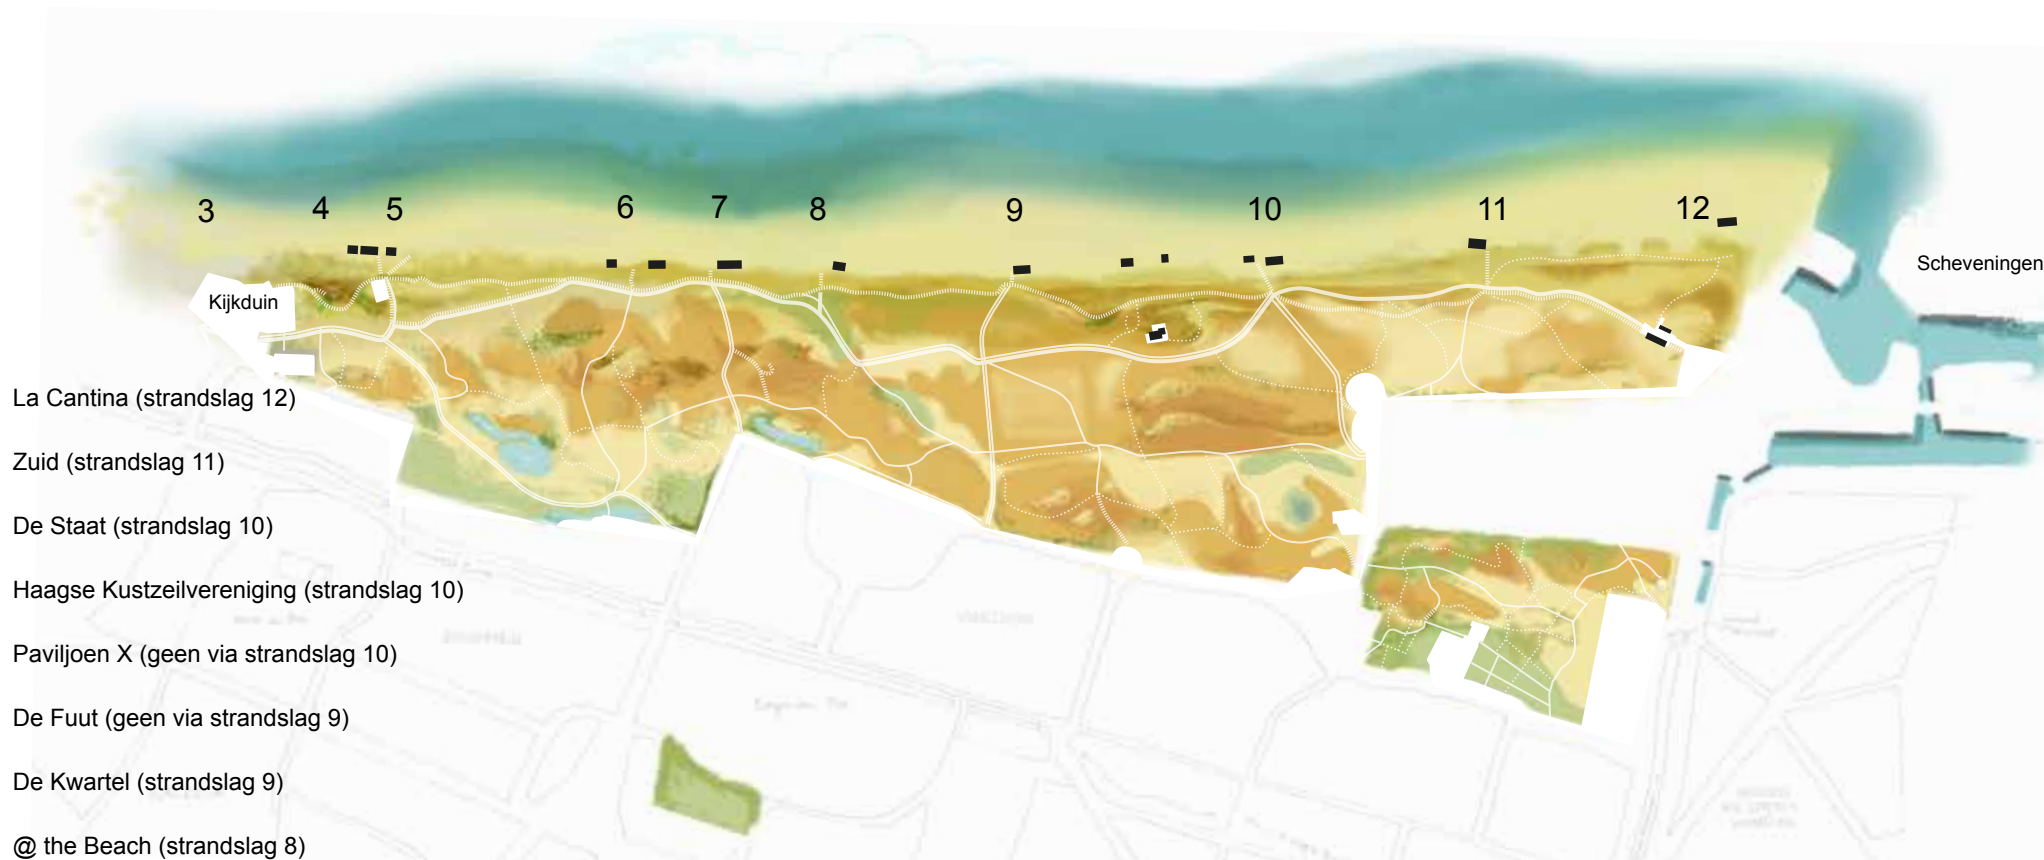 3 4 5 6 7 8 9 10 11 12
Scheveningen
Kijkduin
La Cantina (strandslag 12)
Zuid (strandslag 11)
De Staat (strandslag 10)
Haagse Kustzeilvereniging (strandslag 10)
Paviljoen X (geen via strandslag 10)
De Fuut (geen via strandslag 9)
De Kwartel (strandslag 9)
@ the Beach (strandslag 8)